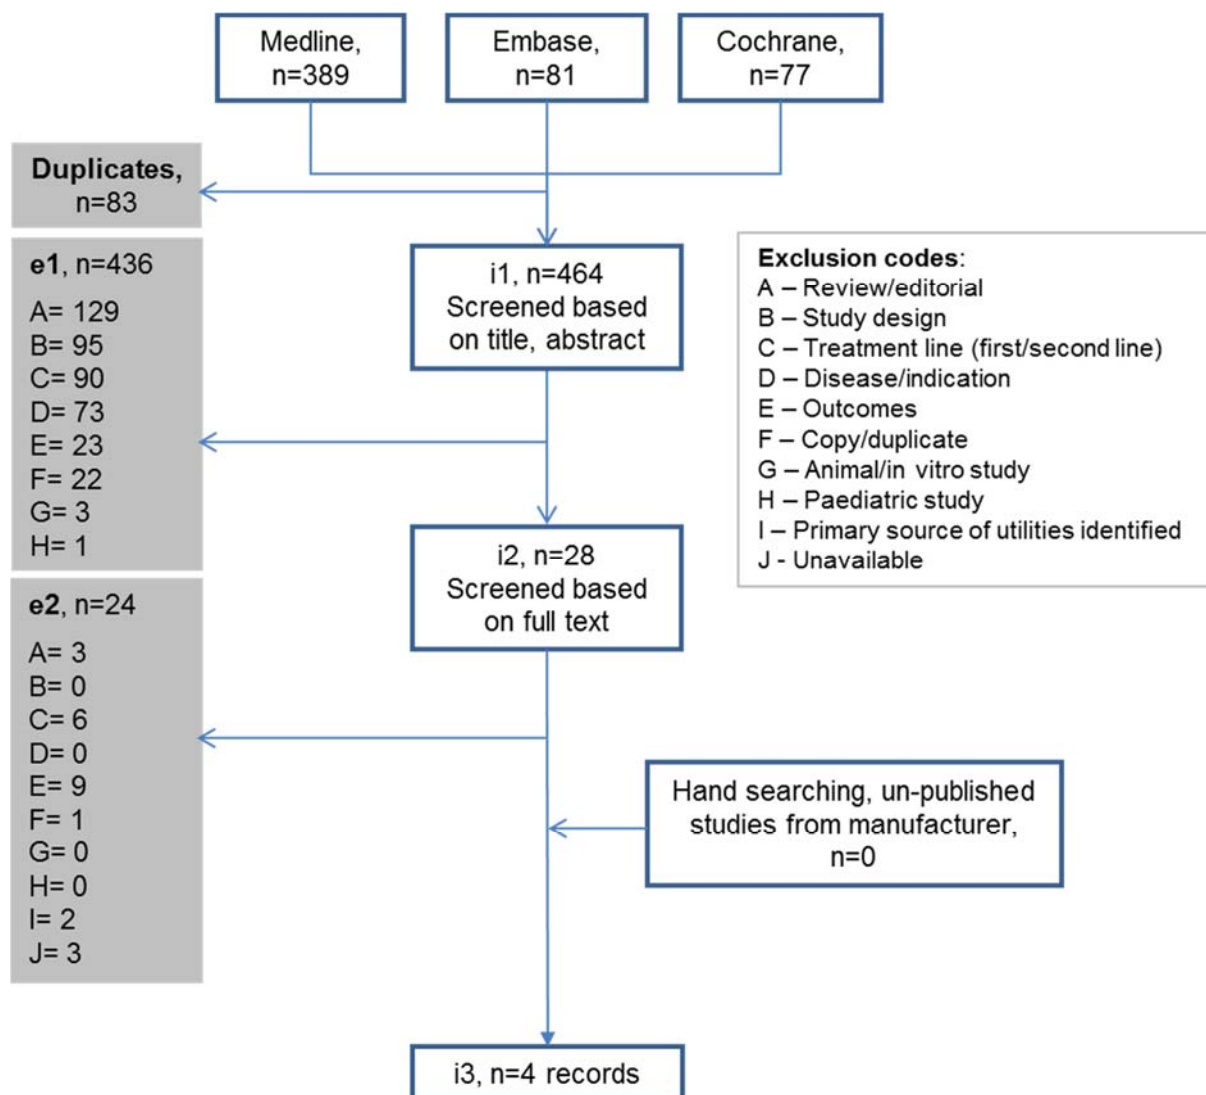 Medline,
n=389
Embase,
n=81
Cochrane,
n=77
Duplicates,
n=83
i1, n=464
Screened based
on title, abstract
e1, n=436
A= 129
B= 95
C= 90
D= 73
E= 23
F= 22
G= 3
H= 1
Exclusion codes:
A – Review/editorial
B – Study design
C – Treatment line (first/second line)
D – Disease/indication
E – Outcomes
F – Copy/duplicate
G – Animal/in vitro study
H – Paediatric study
I – Primary source of utilities identified
J - Unavailable
i2, n=28
Screened based
on full text
e2, n=24
A= 3
B= 0
C= 6
D= 0
E= 9
F= 1
G= 0
H= 0
I= 2
J= 3
Hand searching, un-published
studies from manufacturer,
n=0
i3, n=4 records